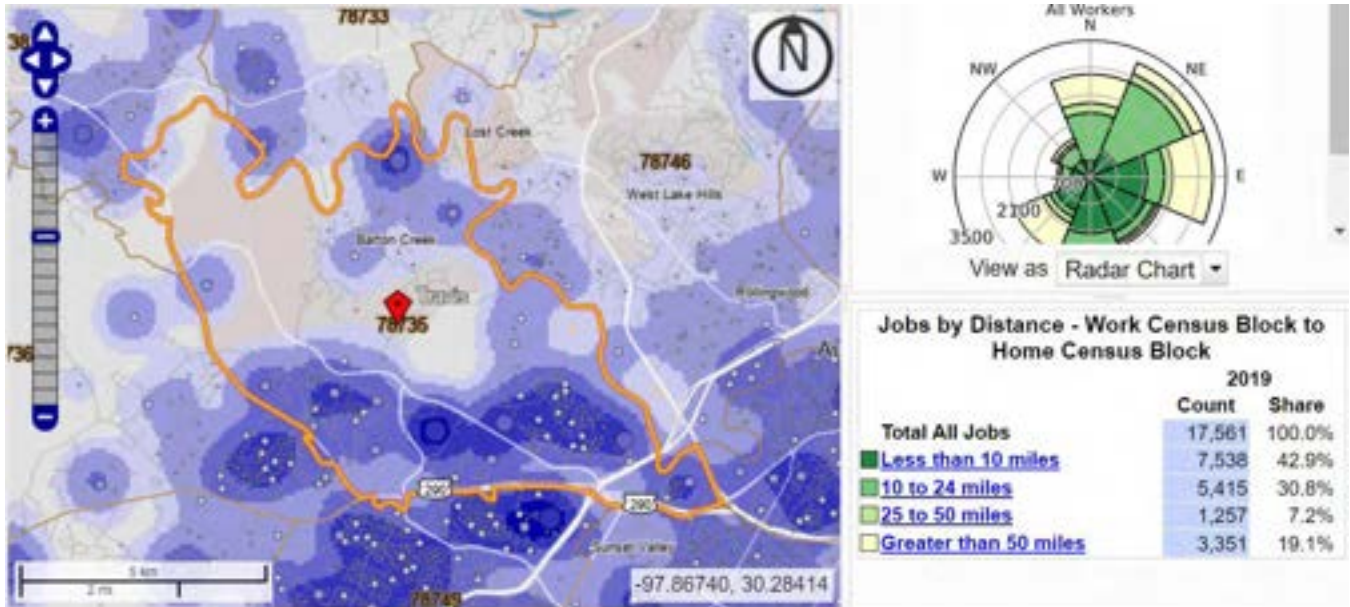 78733
38
N
Lost Creek
78746
West Lake Hills
Barton Creek
Travis
78735
Rollingwood
736
290
290
Sunset Valley
78749
5 km
2 mi
-97.86740, 30.28414
All Workers
N
NW
NE
W
E
2100
3500
View as Radar Chart
Jobs by Distance - Work Census Block to
Home Census Block
2019
Count Share
Total All Jobs 17,561 100.0%
Less than 10 miles 7,538 42.9%
10 to 24 miles 5,415 30.8%
25 to 50 miles 1,257 7.2%
Greater than 50 miles 3,351 19.1%